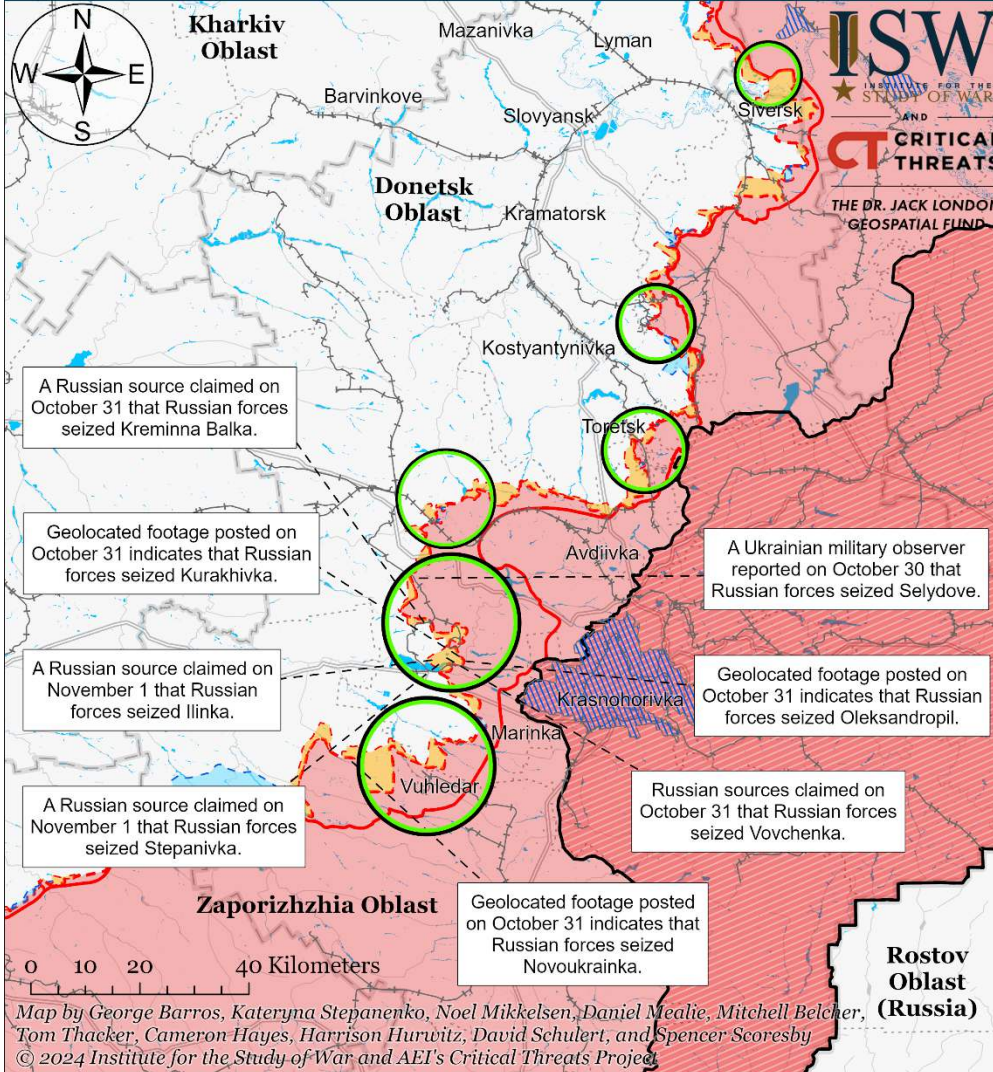 N
W E
S
Kharkiv
Oblast
Mazanivka
Lyman
ISW
INSTITUTE FOR THE
STUDY OF WAR
AND
CT CRITICAL
THREATS
THE DR. JACK LONDON
GEOSPATIAL FUND
Barvinkove
Slovyansk
Siversk
Donetsk
Oblast
Kramatorsk
Kostyantynivka
A Russian source claimed on
October 31 that Russian forces
seized Kreminna Balka.
Toretsk
Geolocated footage posted on
October 31 indicates that Russian
forces seized Kurakhivka.
Avdiivka
A Ukrainian military observer
reported on October 30 that
Russian forces seized Selydove.
A Russian source claimed on
November 1 that Russian
forces seized Ilinka.
Krasnohorivka
Geolocated footage posted on
October 31 indicates that Russian
forces seized Oleksandropil.
Marinka
Vuhledar
A Russian source claimed on
November 1 that Russian forces
seized Stepanivka.
Russian sources claimed on
October 31 that Russian forces
seized Vovchenka.
Zaporizhzhia Oblast
Geolocated footage posted
on October 31 indicates that
Russian forces seized
Novoukrainka.
Rostov
Oblast
(Russia)
0 10 20 40 Kilometers
Map by George Barros, Kateryna Stepanenko, Noel Mikkelsen, Daniel Mealie, Mitchell Belcher,
Tom Thacker, Cameron Hayes, Harrison Hurwitz, David Schulert, and Spencer Scoresby
© 2024 Institute for the Study of War and AEI's Critical Threats Project